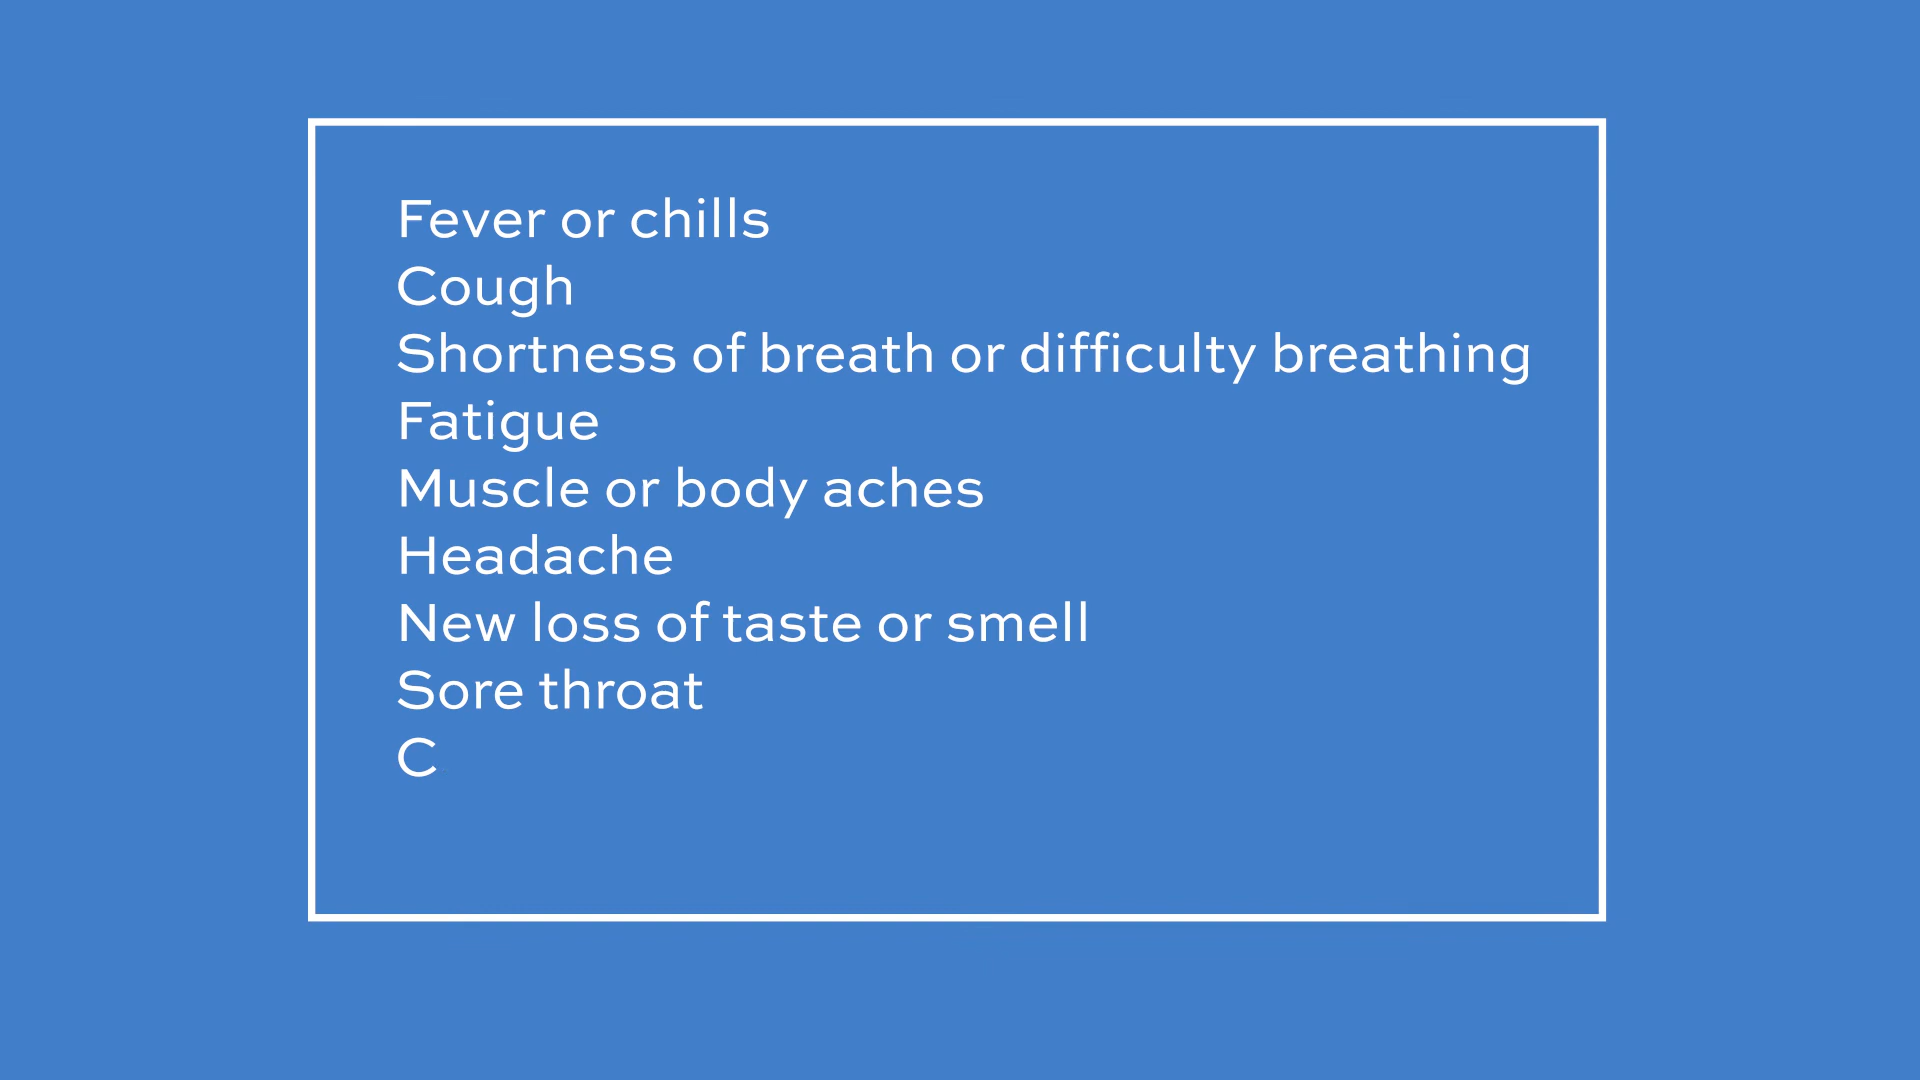 Fever or chills
Cough
Shortness of breath or difficulty breathing
Fatigue
Muscle or body aches
Headache
New loss of taste or smell
Sore throat
C